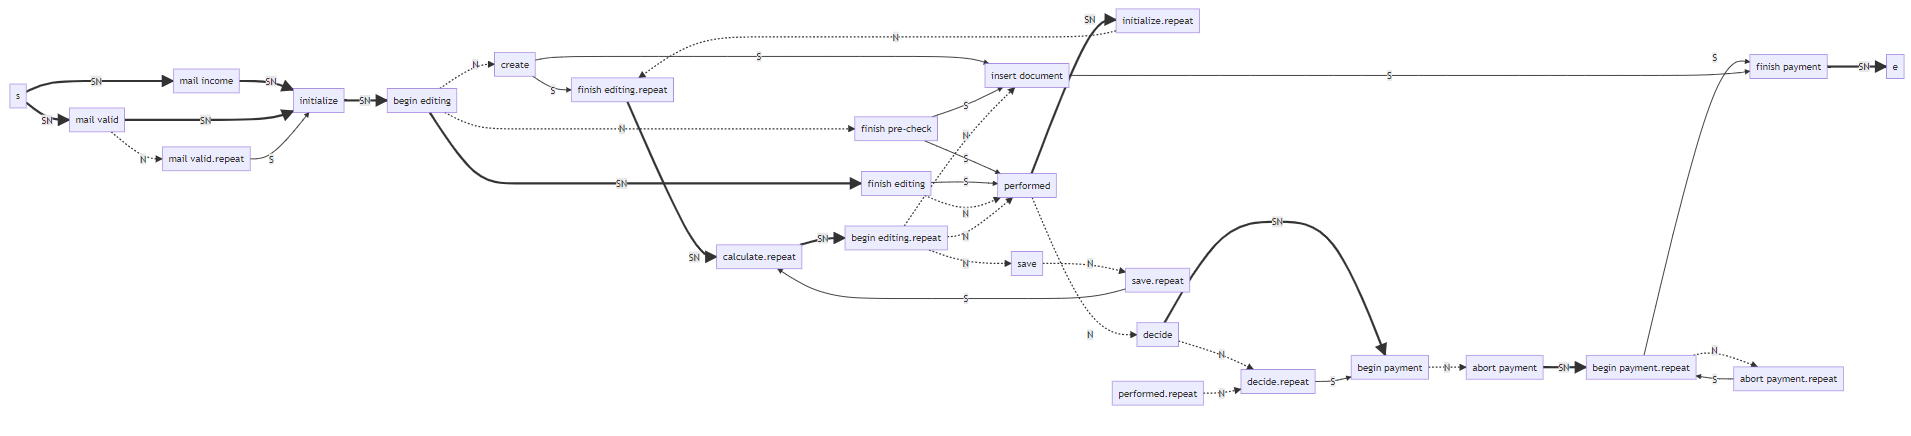 SN
initialize.repeat
N
create
S
insert document
S
finish payment
SN
e
s
SN
mail income
SN
N
S
finish editing.repeat
S
initialize
SN
begin editing
SN
mail valid
SN
N
finish pre-check
S
N
mail valid.repeat
S
N
S
SN
finish editing
S
performed
N
SN
begin editing.repeat
N
SN
calculate.repeat
N
save
N
save.repeat
S
SN
N
decide
N
begin payment
N
abort payment
SN
begin payment.repeat
N
S
abort payment.repeat
decide.repeat
S
performed.repeat
N